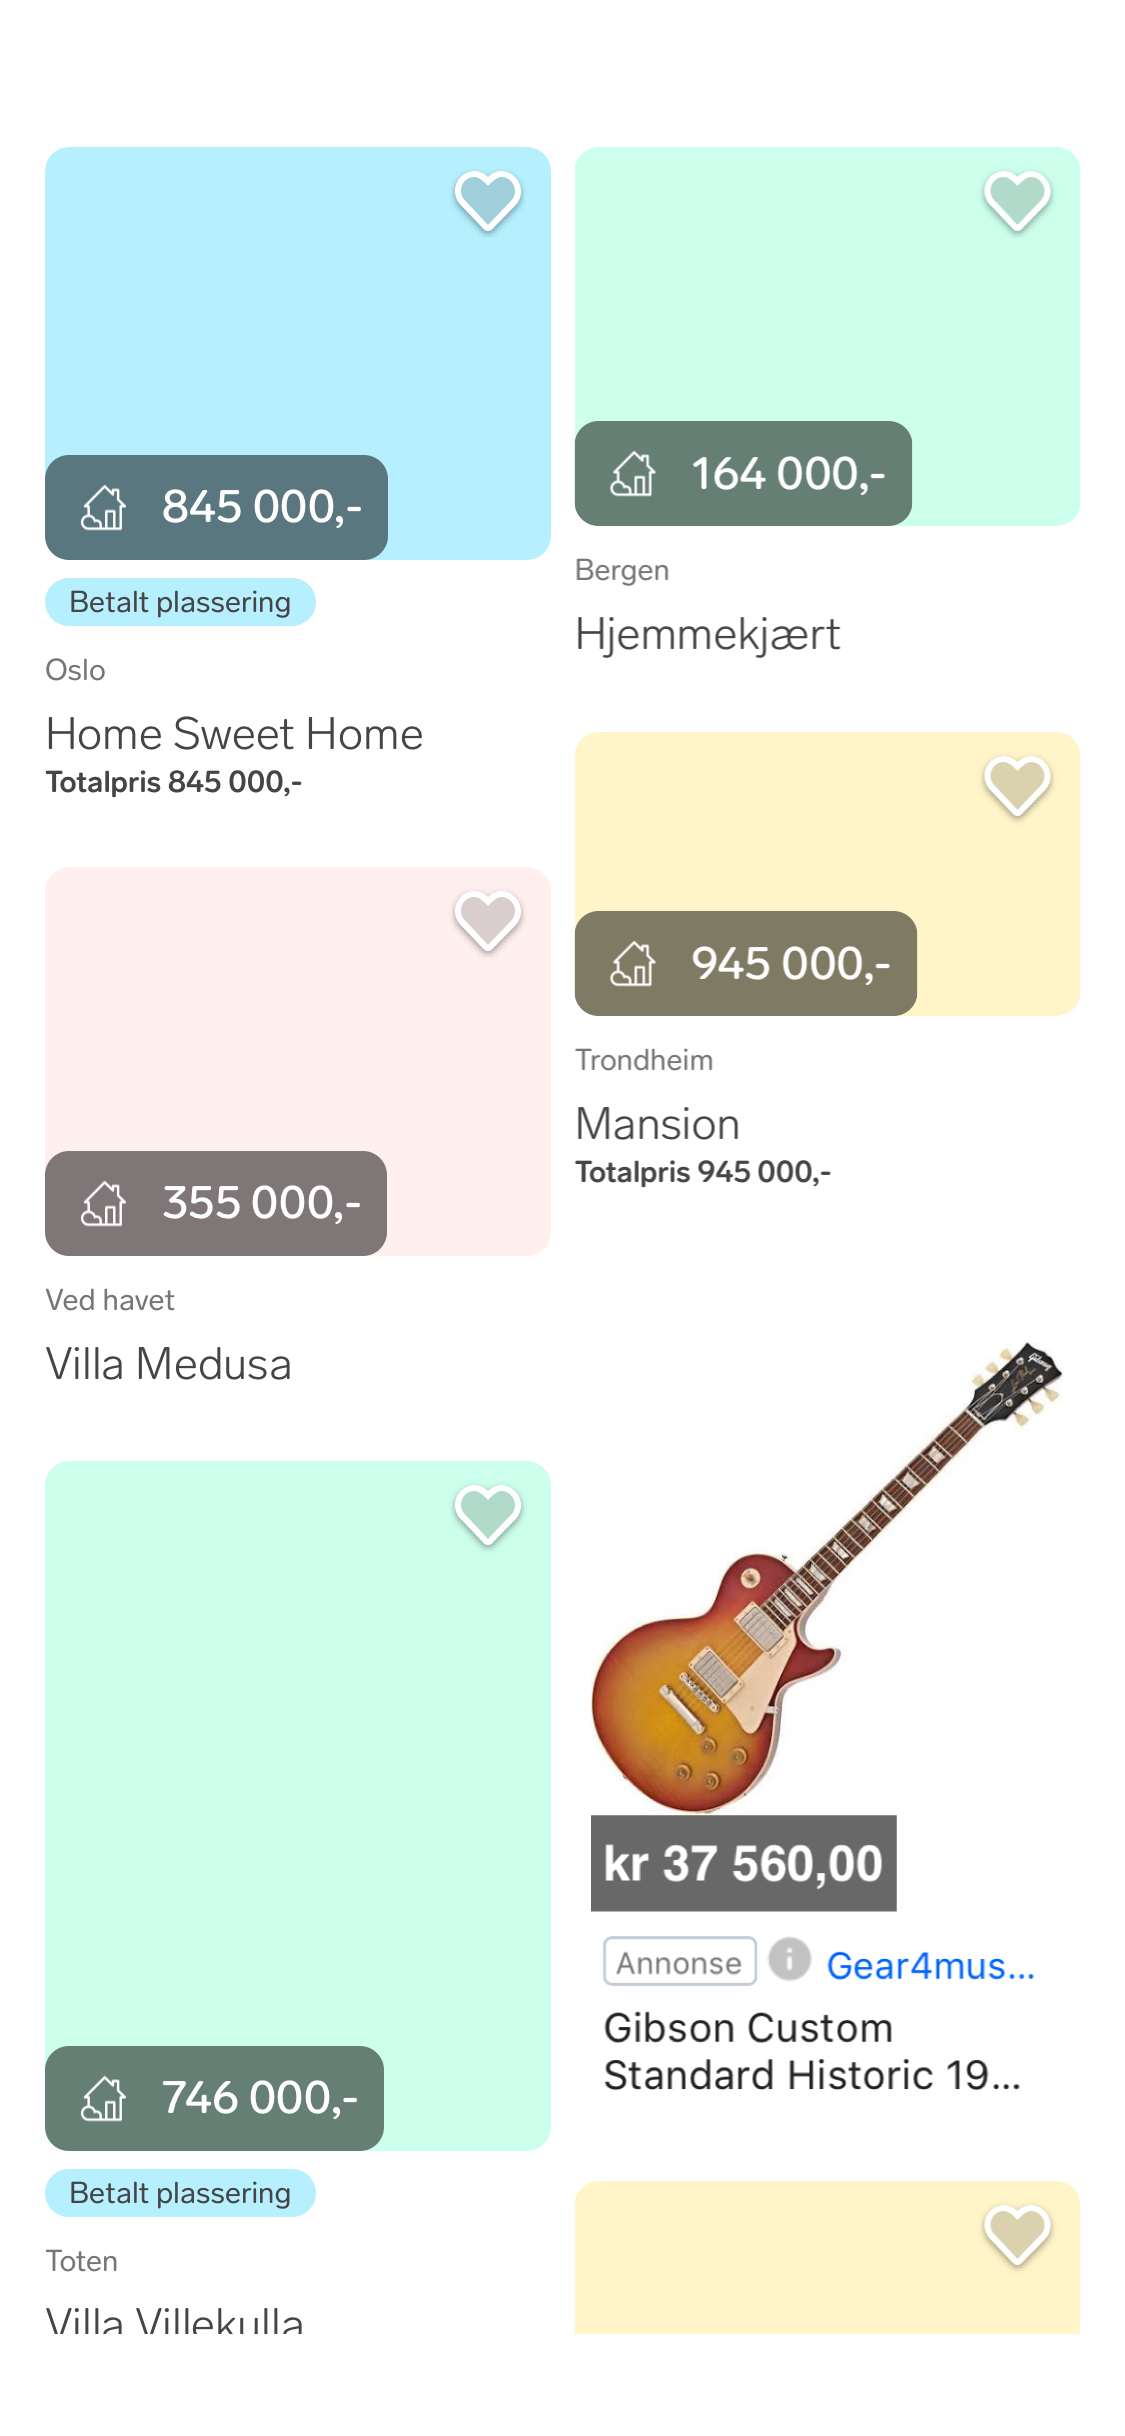 845 000,-
Betalt plassering
Oslo
Home Sweet Home
Totalpris 845 000,-
164 000,-
Bergen
Hjemmekjært
945 000,-
Trondheim
Mansion
Totalpris 945 000,-
355 000,-
Ved havet
Villa Medusa
Gibson
kr 37 560,00
Annonse
Gear4mus...
Gibson Custom
Standard Historic 19...
746 000,-
Betalt plassering
Toten
Villa Villekulla